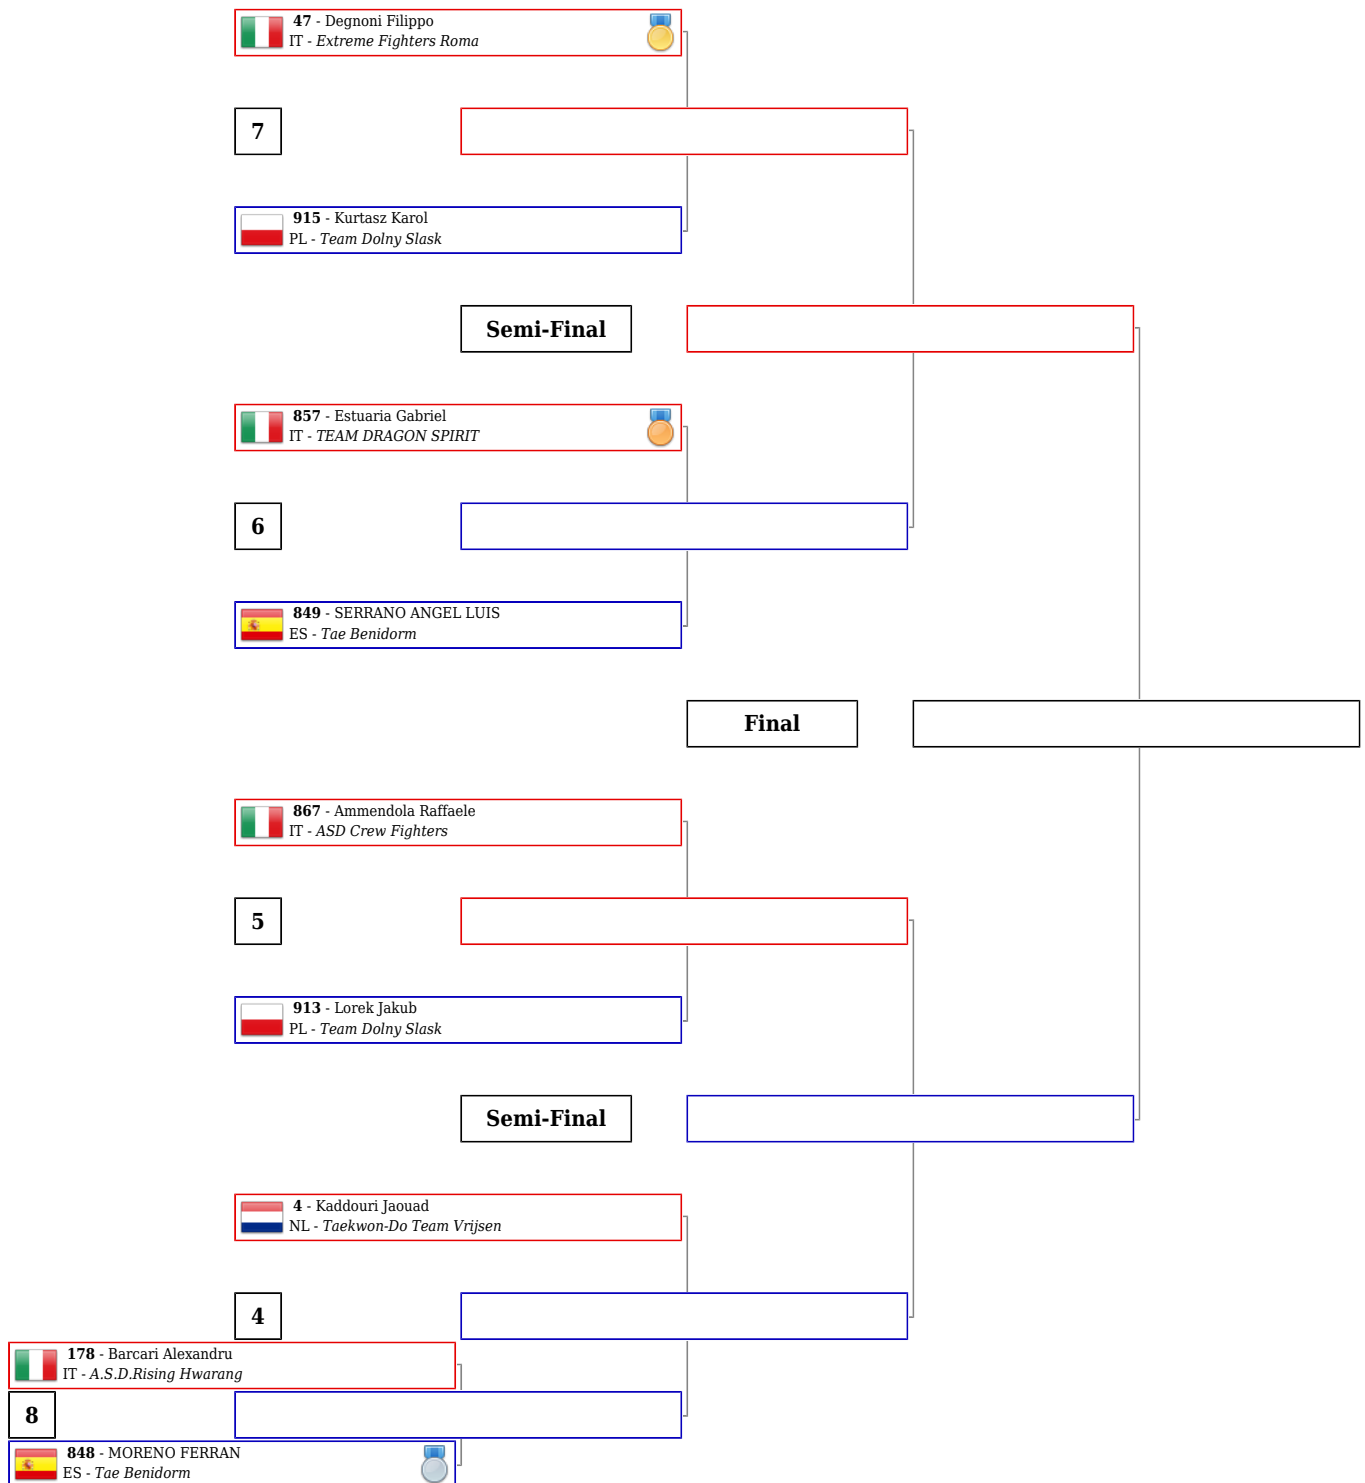 47 - Degnoni Filippo
IT - Extreme Fighters Roma
7
915 - Kurtasz Karol
PL - Team Dolny Slask
Semi-Final
857 - Estuaria Gabriel
IT - TEAM DRAGON SPIRIT
6
849 - SERRANO ANGEL LUIS
ES - Tae Benidorm
Final
867 - Ammendola Raffaele
IT - ASD Crew Fighters
5
913 - Lorek Jakub
PL - Team Dolny Slask
Semi-Final
4 - Kaddouri Jaouad
NL - Taekwon-Do Team Vrijsen
4
178 - Barcari Alexandru
IT - A.S.D.Rising Hwarang
8
848 - MORENO FERRAN
ES - Tae Benidorm